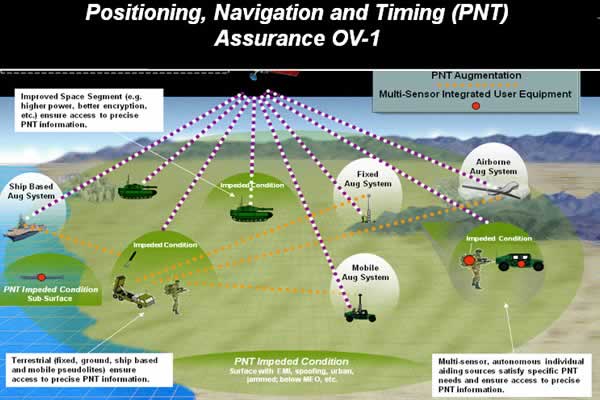 Positioning, Navigation and Timing (PNT)
Assurance OV-1
PNT Augmentation
Multi-Sensor Integrated User Equipment
Improved Space Segment (e.g.
higher power, better encryption,
etc.) ensure access to precise
PNT information.
Ship Based
Aug System
Impeded Condition
Fixed
Aug System
Airborne
Aug System
Impeded Condition
Impeded Condition
PNT Impeded Condition
Sub-Surface
Mobile
Aug System
Terrestrial (fixed, ground, ship based
and mobile pseudolites) ensure
access to precise PNT information.
PNT Impeded Condition
Surface with EMI, spoofing, urban,
jammed; below MEO, etc.
Multi-sensor, autonomous individual
aiding sources satisfy specific PNT
needs and ensure access to precise
PNT information.